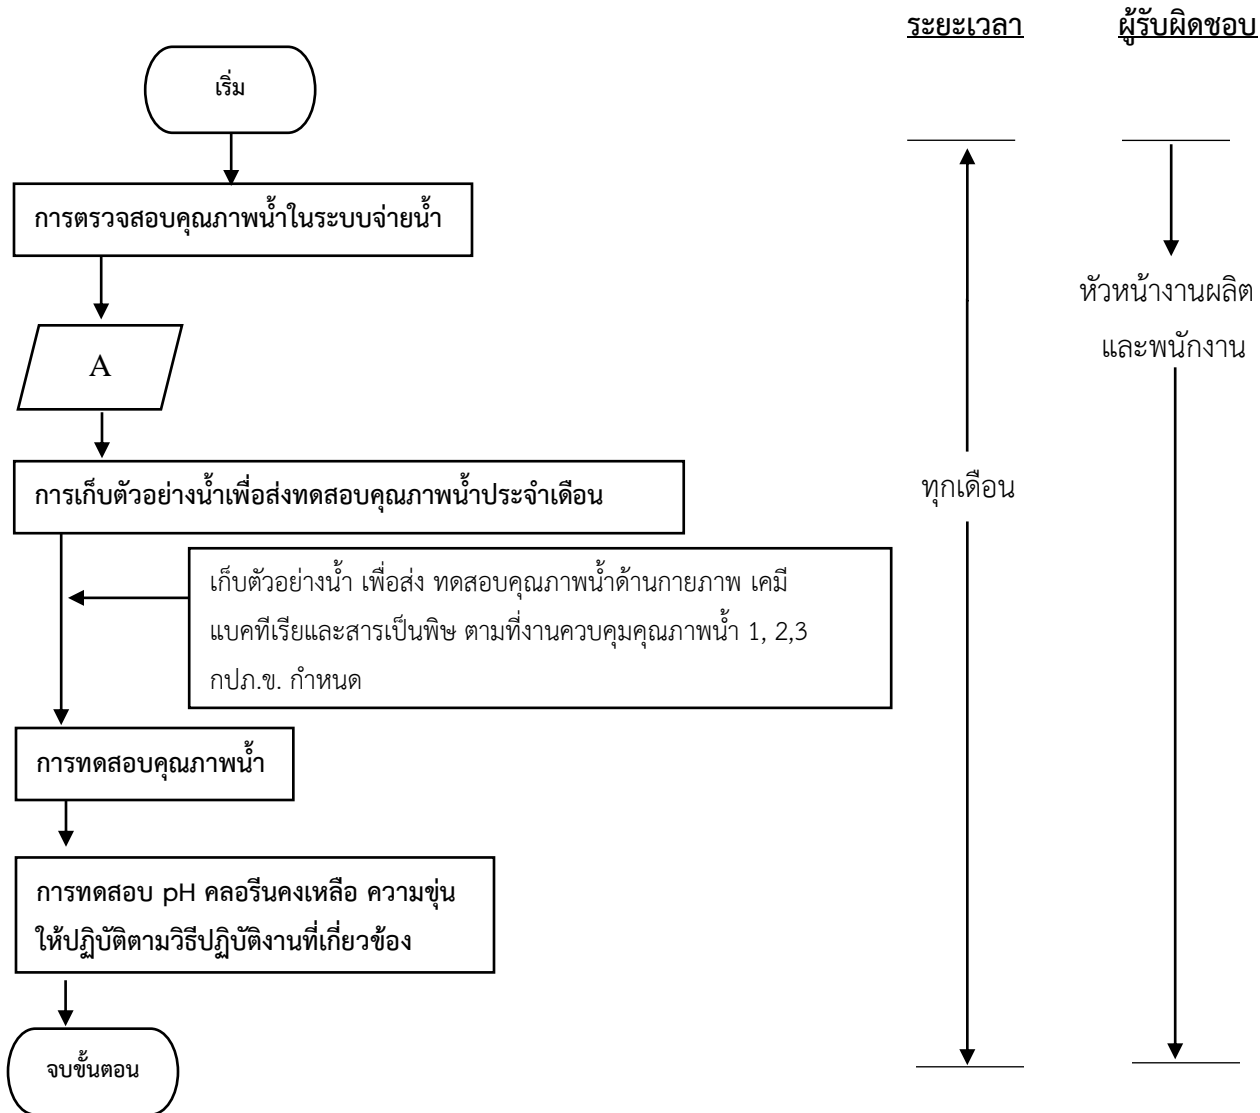 ระยะเวลา ผู้รับผิดชอบ
เริ่ม
การตรวจสอบคุณภาพน้ำในระบบจ่ายน้ำ
หัวหน้างานผลิต
และพนักงาน
A
การเก็บตัวอย่างน้ำเพื่อส่งทดสอบคุณภาพน้ำประจำเดือน
ทุกเดือน
เก็บตัวอย่างน้ำ เพื่อส่ง ทดสอบคุณภาพน้ำด้านกายภาพ เคมี
แบคทีเรียและสารเป็นพิษ ตามที่งานควบคุมคุณภาพน้ำ 1, 2,3
กปภ.ข. กำหนด
การทดสอบคุณภาพน้ำ
การทดสอบ pH คลอรีนคงเหลือ ความขุ่น
ให้ปฏิบัติตามวิธีปฏิบัติงานที่เกี่ยวข้อง
จบขั้นตอน